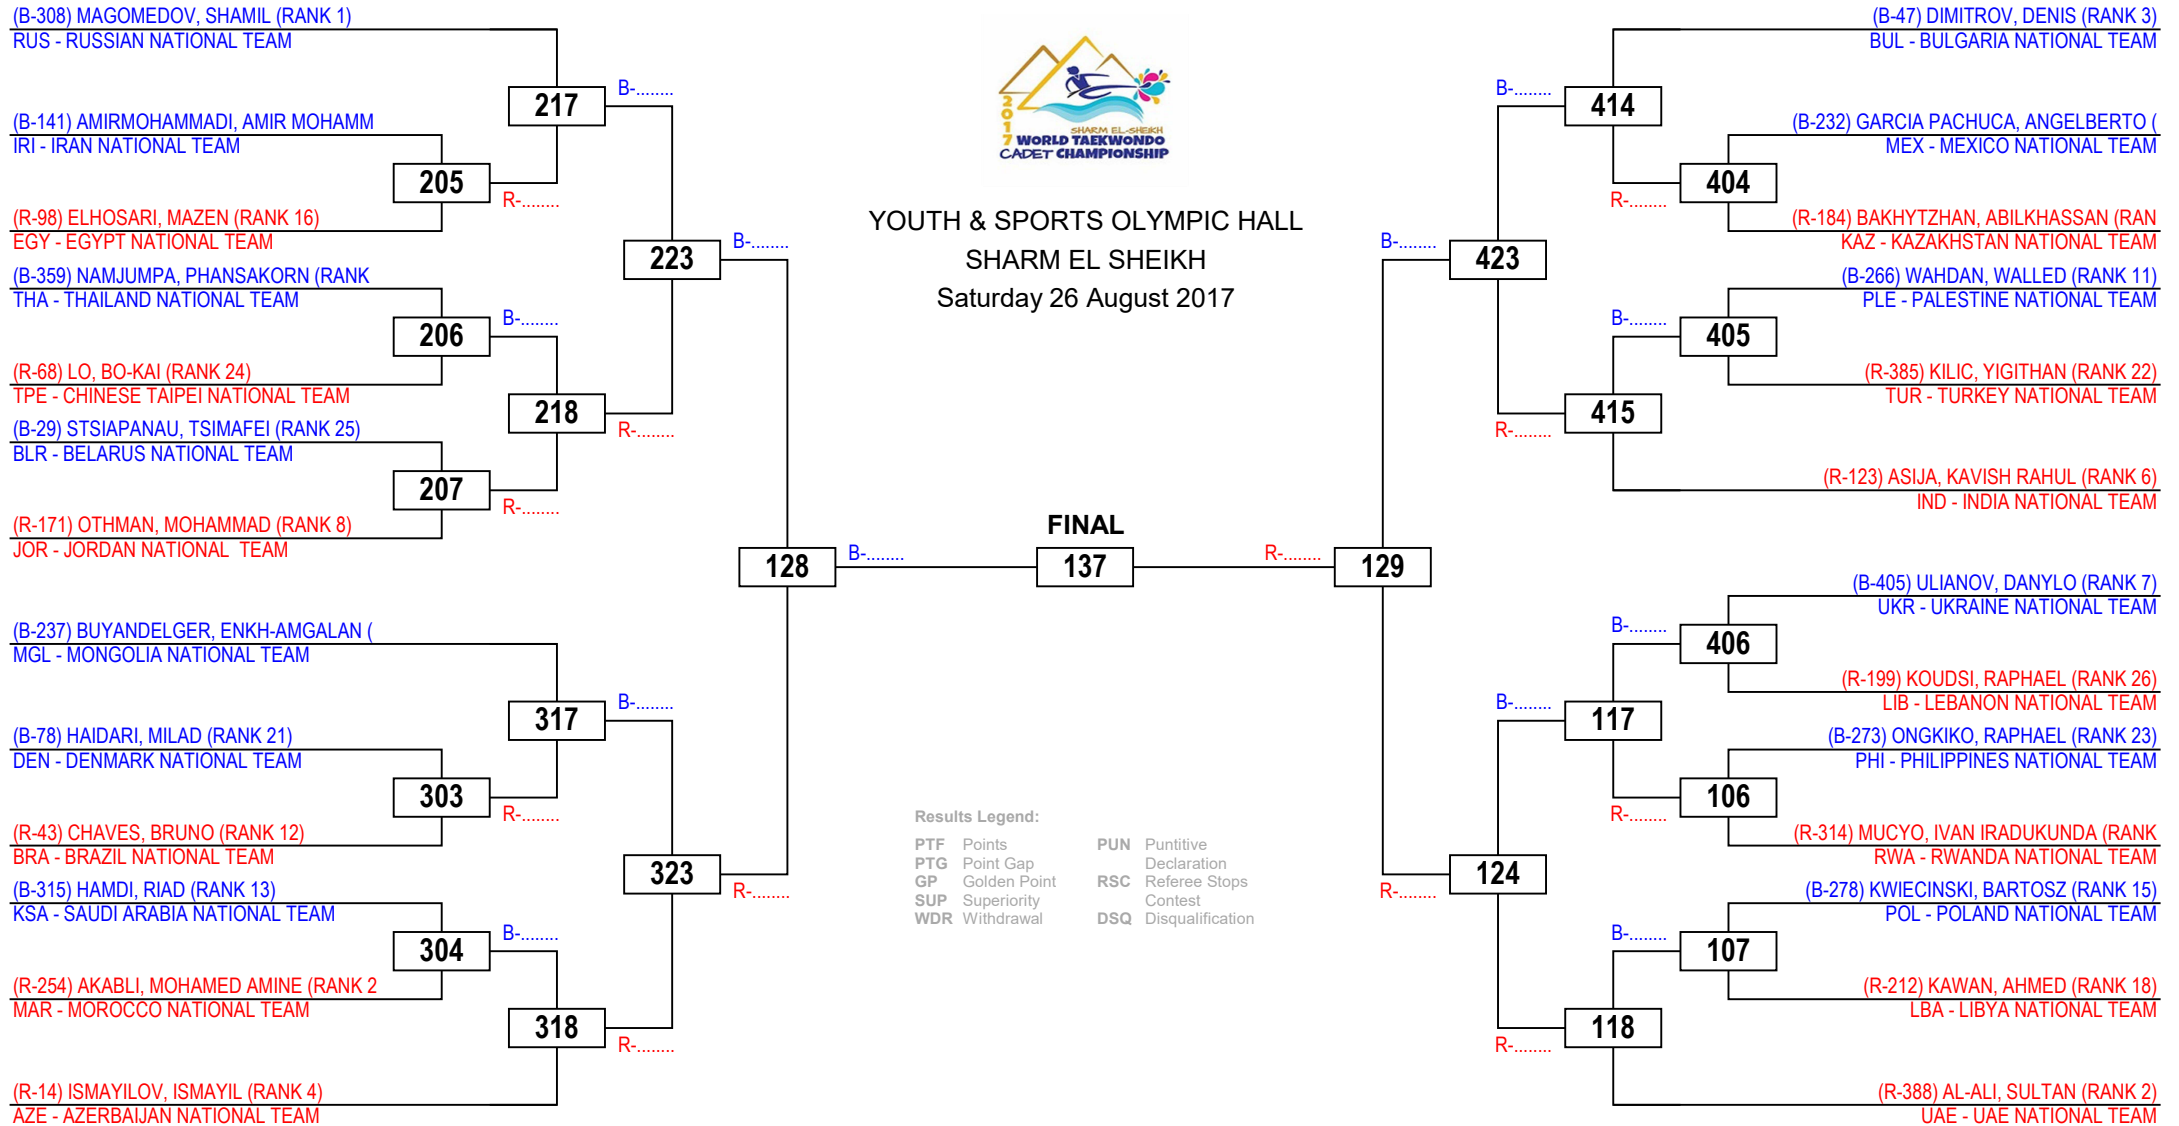 (B-308) MAGOMEDOV, SHAMIL (RANK 1)
RUS - RUSSIAN NATIONAL TEAM
217
B-........
(B-141) AMIRMOHAMMADI, AMIR MOHAMM
IRI - IRAN NATIONAL TEAM
205
R-........
(R-98) ELHOSARI, MAZEN (RANK 16)
EGY - EGYPT NATIONAL TEAM
223
B-........
(B-359) NAMJUMPA, PHANSAKORN (RANK
THA - THAILAND NATIONAL TEAM
206
B-........
(R-68) LO, BO-KAI (RANK 24)
TPE - CHINESE TAIPEI NATIONAL TEAM
218
R-........
(B-29) STSIAPANAU, TSIMAFEI (RANK 25)
BLR - BELARUS NATIONAL TEAM
207
R-........
(R-171) OTHMAN, MOHAMMAD (RANK 8)
JOR - JORDAN NATIONAL  TEAM
128
B-........
(B-237) BUYANDELGER, ENKH-AMGALAN (
MGL - MONGOLIA NATIONAL TEAM
317
B-........
(B-78) HAIDARI, MILAD (RANK 21)
DEN - DENMARK NATIONAL TEAM
303
R-........
(R-43) CHAVES, BRUNO (RANK 12)
BRA - BRAZIL NATIONAL TEAM
323
R-........
(B-315) HAMDI, RIAD (RANK 13)
KSA - SAUDI ARABIA NATIONAL TEAM
304
B-........
(R-254) AKABLI, MOHAMED AMINE (RANK 2
MAR - MOROCCO NATIONAL TEAM
318
R-........
(R-14) ISMAYILOV, ISMAYIL (RANK 4)
AZE - AZERBAIJAN NATIONAL TEAM
2017
SHARM EL-SHEIKH
WORLD TAEKWONDO
CADET CHAMPIONSHIP
YOUTH & SPORTS OLYMPIC HALL
SHARM EL SHEIKH
Saturday 26 August 2017
FINAL
137
Results Legend:
PTF Points
PTG Point Gap
GP Golden Point
SUP Superiority
WDR Withdrawal
PUN Puntitive
Declaration
RSC Referee Stops
Contest
DSQ Disqualification
(B-47) DIMITROV, DENIS (RANK 3)
BUL - BULGARIA NATIONAL TEAM
B-........
414
(B-232) GARCIA PACHUCA, ANGELBERTO (
MEX - MEXICO NATIONAL TEAM
R-........
404
(R-184) BAKHYTZHAN, ABILKHASSAN (RAN
KAZ - KAZAKHSTAN NATIONAL TEAM
B-........
423
(B-266) WAHDAN, WALLED (RANK 11)
PLE - PALESTINE NATIONAL TEAM
B-........
405
(R-385) KILIC, YIGITHAN (RANK 22)
TUR - TURKEY NATIONAL TEAM
R-........
415
(R-123) ASIJA, KAVISH RAHUL (RANK 6)
IND - INDIA NATIONAL TEAM
R-........
129
(B-405) ULIANOV, DANYLO (RANK 7)
UKR - UKRAINE NATIONAL TEAM
B-........
406
(R-199) KOUDSI, RAPHAEL (RANK 26)
LIB - LEBANON NATIONAL TEAM
B-........
117
(B-273) ONGKIKO, RAPHAEL (RANK 23)
PHI - PHILIPPINES NATIONAL TEAM
R-........
106
(R-314) MUCYO, IVAN IRADUKUNDA (RANK
RWA - RWANDA NATIONAL TEAM
R-........
124
(B-278) KWIECINSKI, BARTOSZ (RANK 15)
POL - POLAND NATIONAL TEAM
B-........
107
(R-212) KAWAN, AHMED (RANK 18)
LBA - LIBYA NATIONAL TEAM
R-........
118
(R-388) AL-ALI, SULTAN (RANK 2)
UAE - UAE NATIONAL TEAM